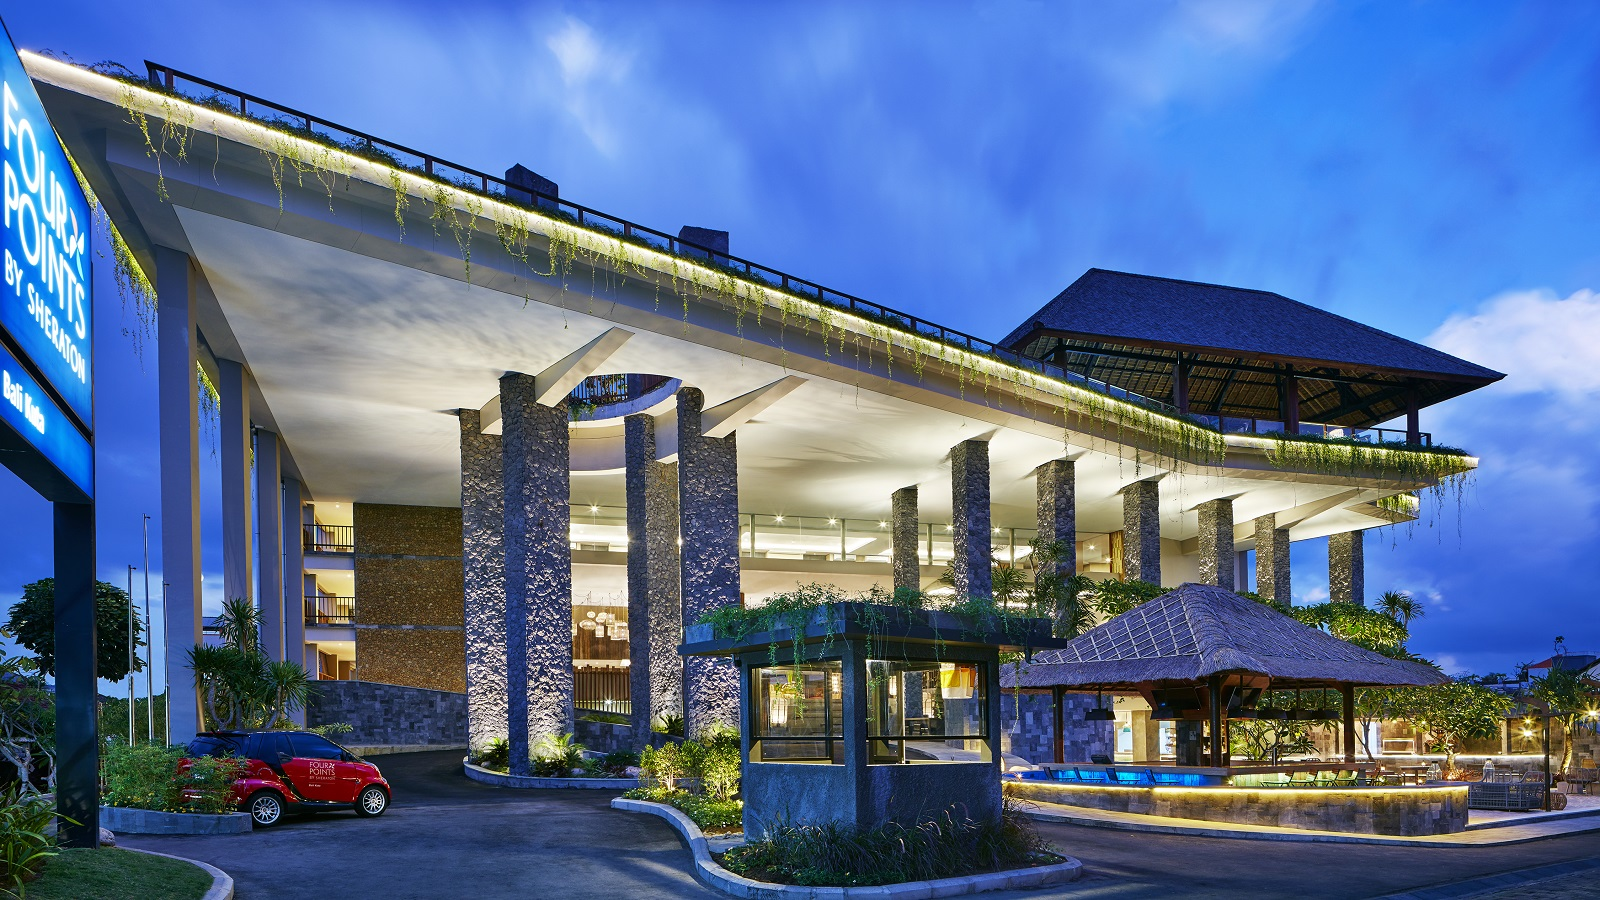 FOUR
POINTS
BY SHERATON
Bali Kuta
FOUR
POINTS
BY SHERATON